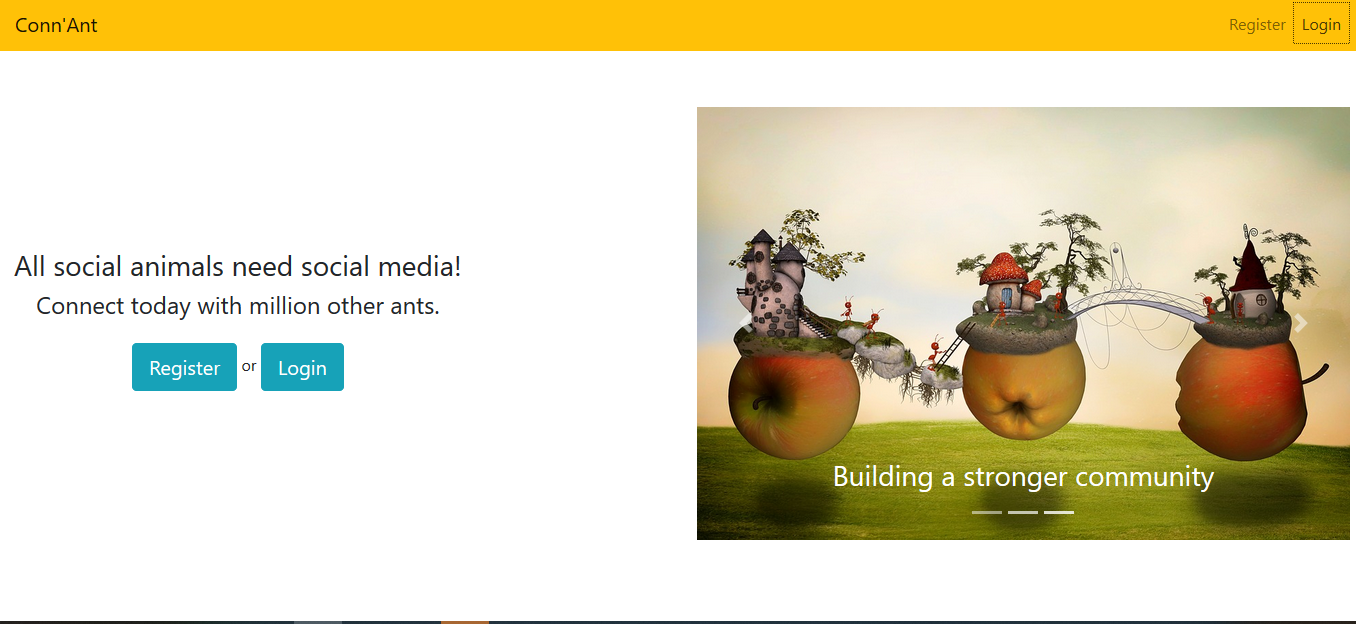 Conn'Ant
Register Login
All social animals need social media!
Connect today with million other ants.
Register or Login
Building a stronger community